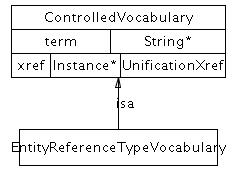 ControlledVocabulary
term String*
xref Instance* UnificationXref
isa
EntityReferenceTypeVocabulary